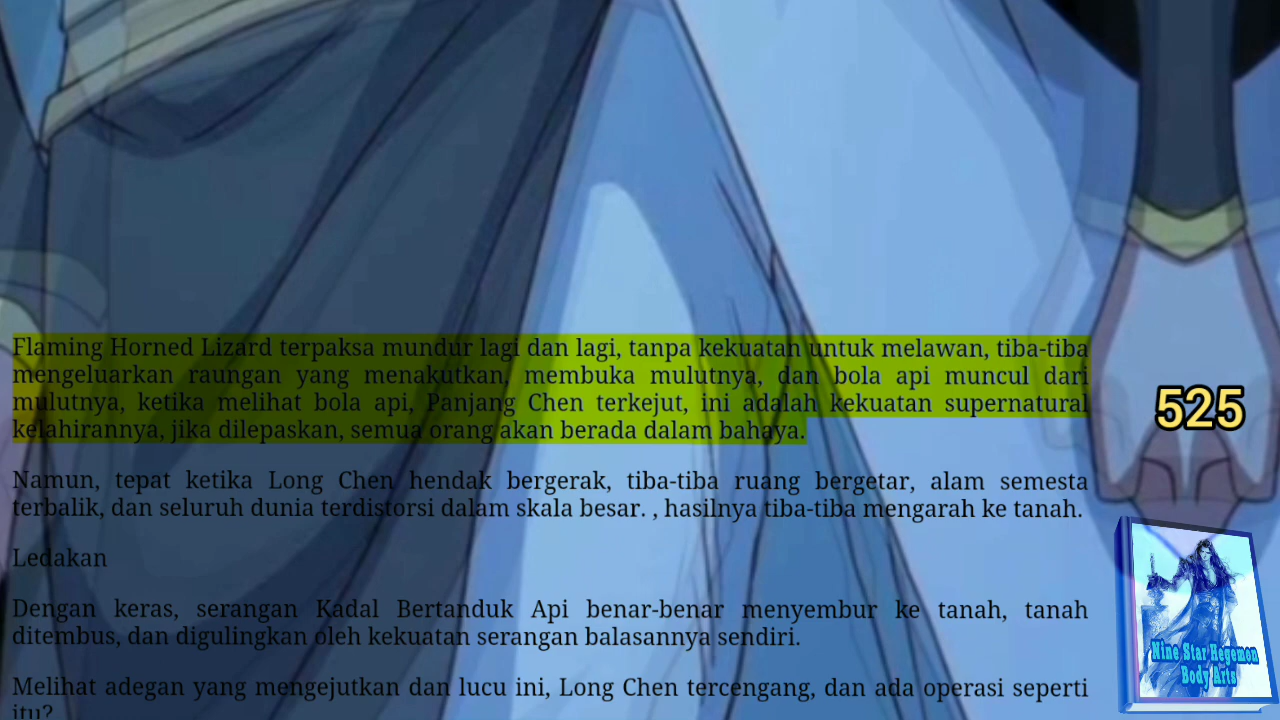 Flaming Horned Lizard terpaksa mundur lagi dan lagi, tanpa kekuatan untuk melawan, tiba-tiba
mengeluarkan raungan yang menakutkan, membuka mulutnya, dan bola api muncul dari
mulutnya, ketika melihat bola api, Panjang Chen terkejut, ini adalah kekuatan supernatural
kelahirannya, jika dilepaskan, semua orang akan berada dalam bahaya.
Namun, tepat ketika Long Chen hendak bergerak, tiba-tiba ruang bergetar, alam semesta
terbalik, dan seluruh dunia terdistorsi dalam skala besar. , hasilnya tiba-tiba mengarah ke tanah.
Ledakan
Dengan keras, serangan Kadal Bertanduk Api benar-benar menyembur ke tanah, tanah
ditembus, dan digulingkan oleh kekuatan serangan balasannya sendiri.
Melihat adegan yang mengejutkan dan lucu ini, Long Chen tercengang, dan ada operasi seperti
itu?
525
Nine Star Hegemon
Body Arts